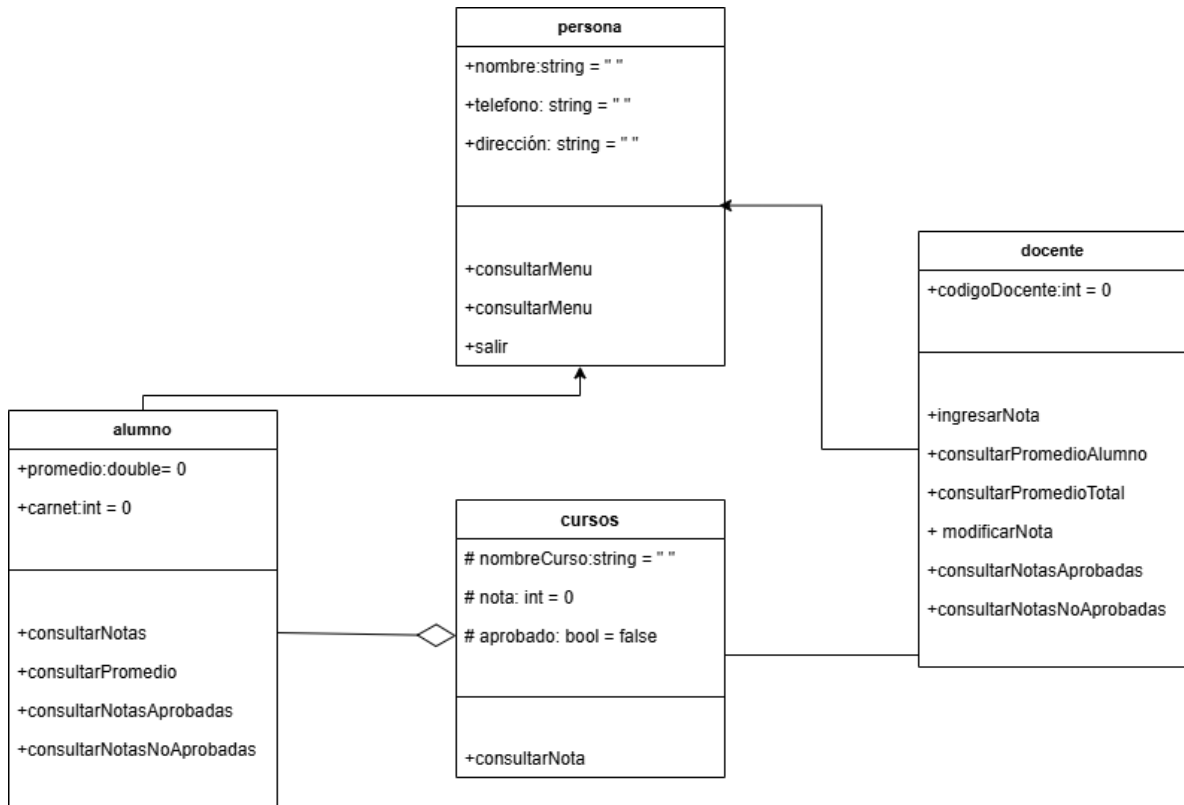 persona
+nombre:string = " "
+telefono: string = " "
+dirección: string = " "
+consultarMenu
+consultarMenu
+salir
docente
+codigoDocente:int = 0
+ingresarNota
+consultarPromedioAlumno
+consultarPromedioTotal
+ modificarNota
+consultarNotasAprobadas
+consultarNotasNoAprobadas
alumno
+promedio:double= 0
+carnet:int = 0
+consultarNotas
+consultarPromedio
+consultarNotasAprobadas
+consultarNotasNoAprobadas
cursos
# nombreCurso:string = " "
# nota: int = 0
# aprobado: bool = false
+consultarNota